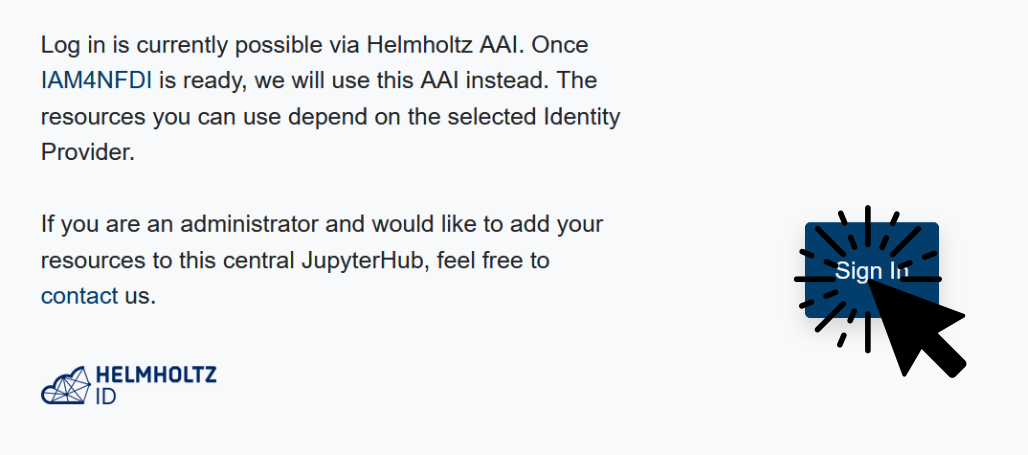 Log in is currently possible via Helmholtz AAI. Once
IAM4NFDI is ready, we will use this AAI instead. The
resources you can use depend on the selected Identity
Provider.
If you are an administrator and would like to add your
resources to this central JupyterHub, feel free to
contact us.
Sign In
HELMHOLTZ
ID